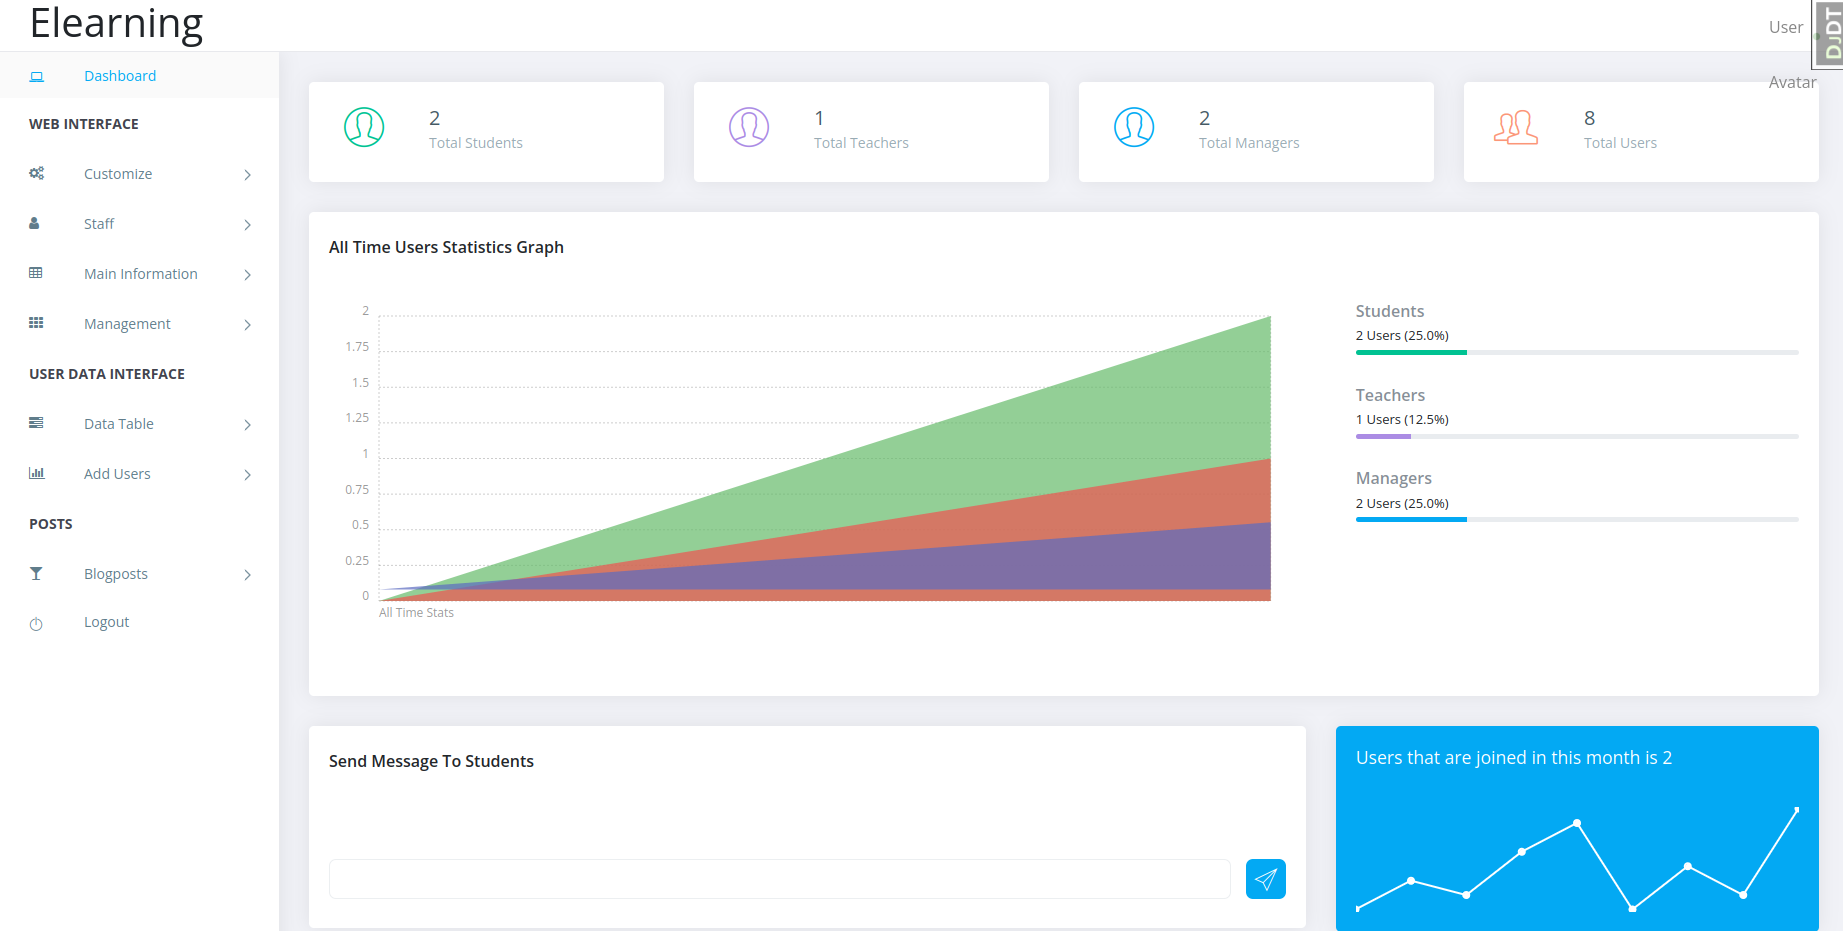 Elearning
User
Avatar
DJDT
Dashboard
WEB INTERFACE
Customize
Staff
Main Information
Management
USER DATA INTERFACE
Data Table
Add Users
POSTS
Blogposts
Logout
2
Total Students
1
Total Teachers
2
Total Managers
8
Total Users
All Time Users Statistics Graph
2
1.75
1.5
1.25
1
0.75
0.5
0.25
0
All Time Stats
Students
2 Users (25.0%)
Teachers
1 Users (12.5%)
Managers
2 Users (25.0%)
Send Message To Students
Users that are joined in this month is 2